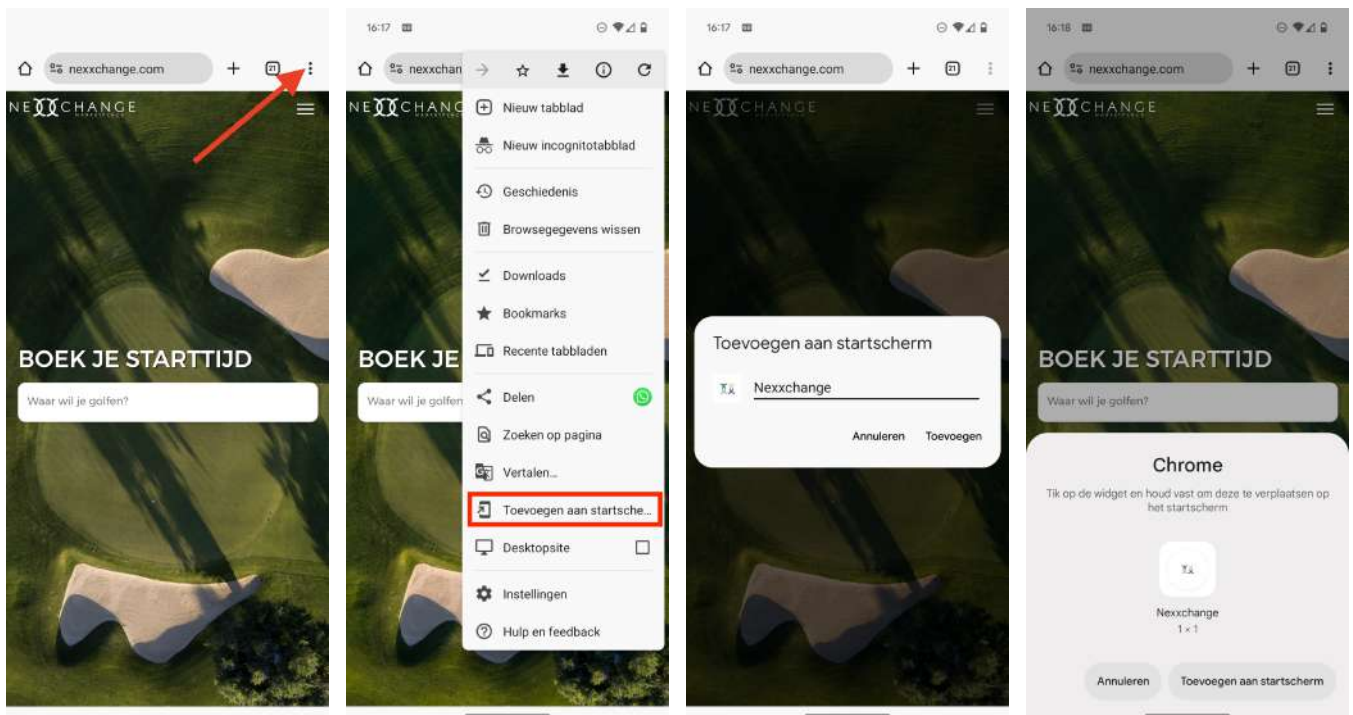 nexxchange.com
21
NEXXCHANGE
BOEK JE STARTTIJD
Waar wil je golfen?
16:17
nexxchan
NEXXCHANG
BOEK JE
Waar wil je golfen
Nieuw tabblad
Nieuw incognitotabblad
Geschiedenis
Browsegegevens wissen
Downloads
Bookmarks
Recente tabbladen
Delen
Zoeken op pagina
Vertalen...
Toevoegen aan startsche...
Desktopsite
Instellingen
Hulp en feedback
16:17
nexxchange.com
21
NEXXCHANGE
Toevoegen aan startscherm
Nexxchange
Annuleren Toevoegen
16:18
nexxchange.com
21
NEXXCHANGE
BOEK JE STARTTIJD
Waar wil je golfen?
Chrome
Tik op de widget en houd vast om deze te verplaatsen op
het startscherm
Nexxchange
1 × 1
Annuleren Toevoegen aan startscherm